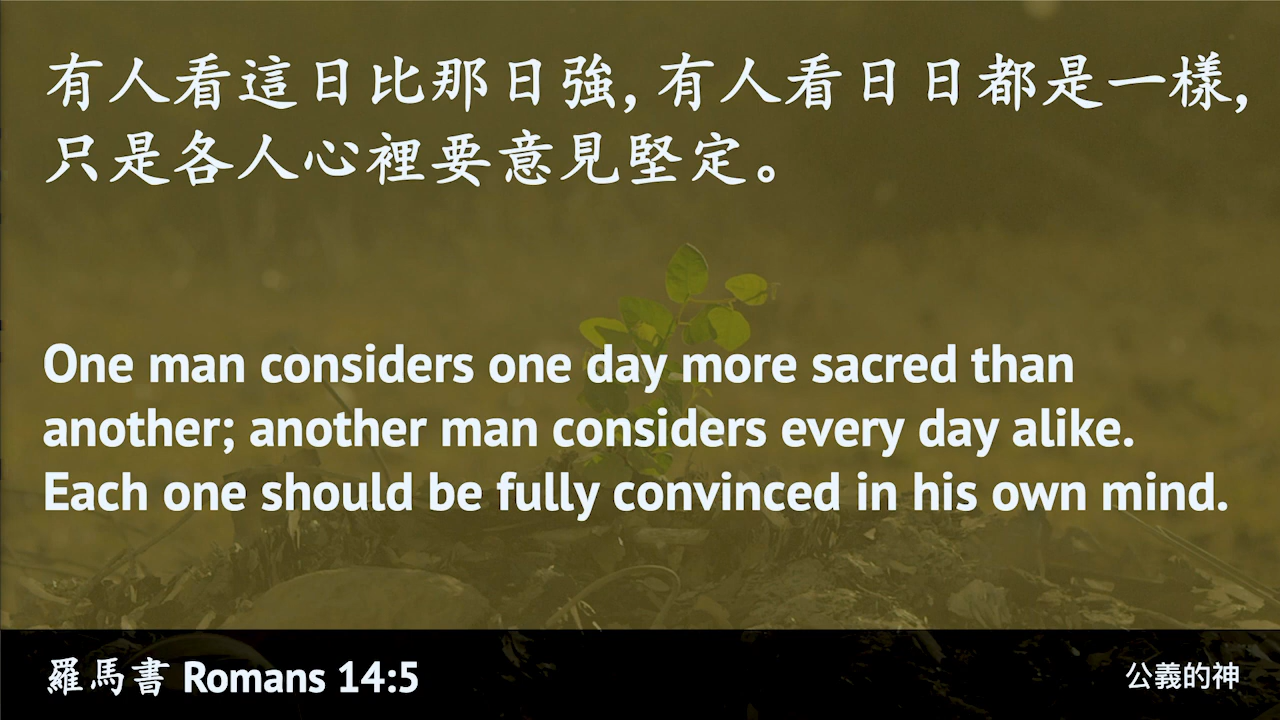 有人看這日比那日強,有人看日日都是一樣,
只是各人心裡要意見堅定。
One man considers one day more sacred than
another; another man considers every day alike.
Each one should be fully convinced in his own mind.
羅馬書 Romans 14:5
公義的神